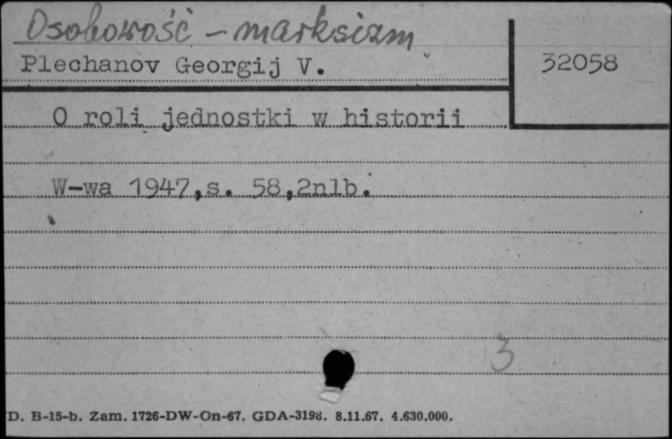 Osobowość - marksizm
Plechanov Georgij V.
32058
O roli jednostki w historii
W-wa 1947,s. 58,2nlb.
3
D. B-15-b. Zam. 1726-DW-On-67. GDA-3198. 8.11.67. 4.630.000.